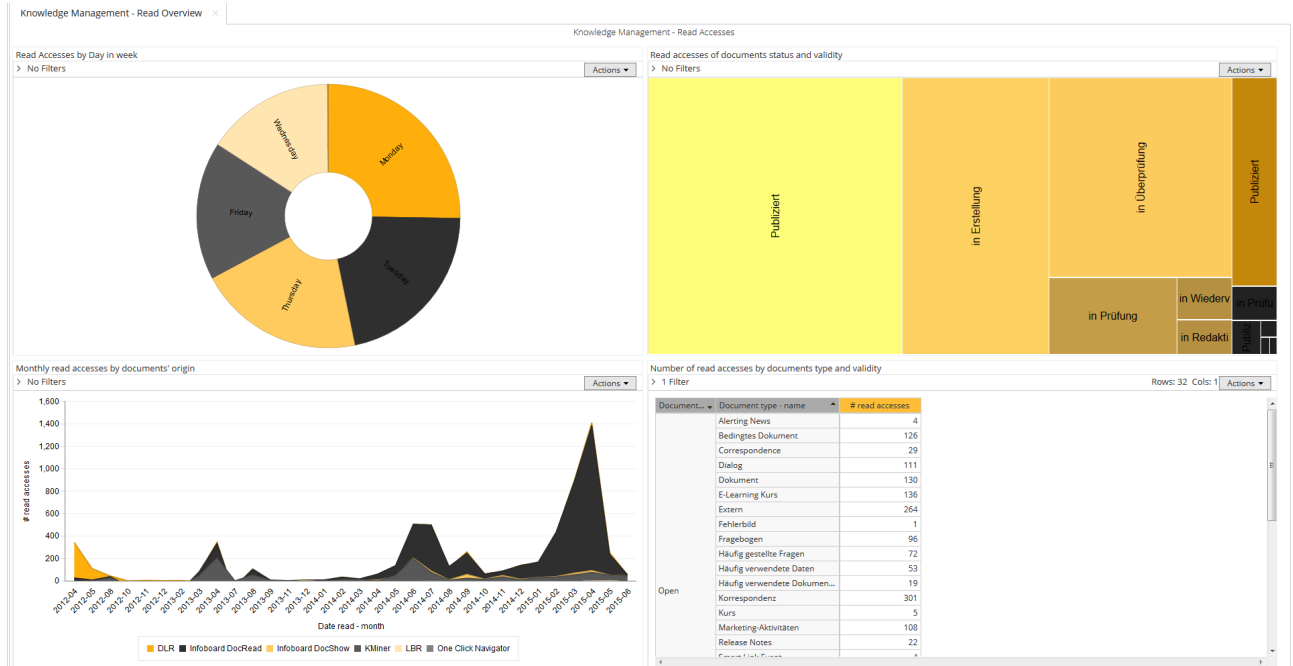 Knowledge Management - Read Overview
Knowledge Management - Read Accesses
Read Accesses by Day in week
> No Filters
Actions
Monday
Tuesday
Thursday
Friday
Wednesday
Read accesses of documents status and validity
> No Filters
Actions
Publiziert
in Erstellung
in Überprüfung
Publiziert
in Prüfung
in Wiederv
in Prüfu
in Redakti
Publiz
Monthly read accesses by documents' origin
> No Filters
Actions
1,600
1,400
1,200
1,000
800
600
400
200
0
# read accesses
2012-04
2012-05
2012-08
2012-10
2012-11
2012-12
2013-02
2013-03
2013-04
2013-07
2013-08
2013-09
2013-11
2013-12
2014-01
2014-02
2014-03
2014-04
2014-05
2014-06
2014-07
2014-08
2014-09
2014-10
2014-11
2014-12
2015-01
2015-02
2015-03
2015-04
2015-05
2015-06
Date read - month
DLR Infoboard DocRead Infoboard DocShow KMiner LBR One Click Navigator
Number of read accesses by documents type and validity
> 1 Filter
Rows: 32 Cols: 1 Actions
Document... Document type - name # read accesses
Open
Alerting News 4
Bedingtes Dokument 126
Correspondence 29
Dialog 111
Dokument 130
E-Learning Kurs 136
Extern 264
Fehlerbild 1
Fragebogen 96
Häufig gestellte Fragen 72
Häufig verwendete Daten 53
Häufig verwendete Dokumen... 19
Korrespondenz 301
Kurs 5
Marketing-Aktivitäten 108
Release Notes 22